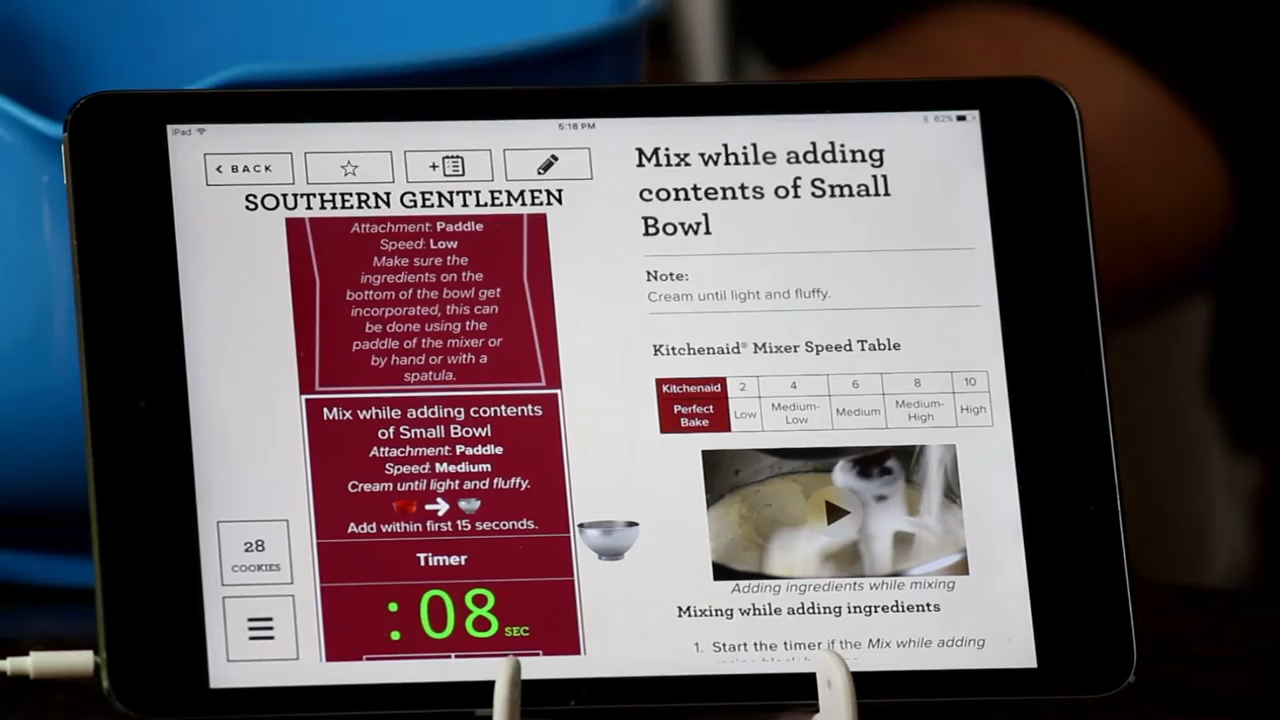 iPad
5:18 PM
62%
< BACK
SOUTHERN GENTLEMEN
Attachment: Paddle
Speed: Low
Make sure the
ingredients on the
bottom of the bowl get
incorporated, this can
be done using the
paddle of the mixer or
by hand or with a
spatula.
Mix while adding contents
of Small Bowl
Attachment: Paddle
Speed: Medium
Cream until light and fluffy.
Add within first 15 seconds.
Timer
:08 SEC
28
COOKIES
Mix while adding
contents of Small
Bowl
Note:
Cream until light and fluffy.
Kitchenaid® Mixer Speed Table
Kitchenaid 2 4 6 8 10
Perfect Bake Low Medium-Low Medium Medium-High High
Adding ingredients while mixing
Mixing while adding ingredients
1. Start the timer if the Mix while adding